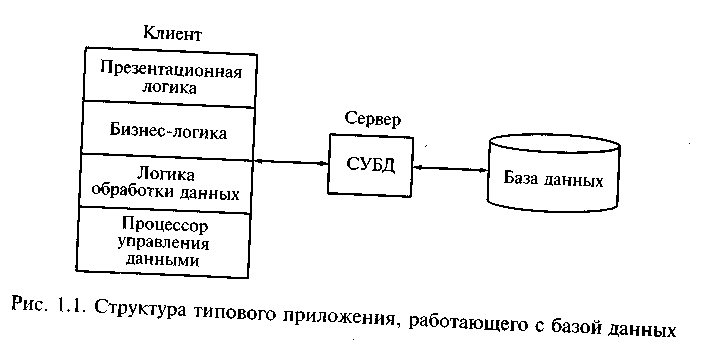 Клиент
Презентационная
логика
Бизнес-логика
Логика
обработки данных
Процессор
управления
данными
Сервер
СУБД
База данных
Рис. 1.1. Структура типового приложения, работающего с базой данных